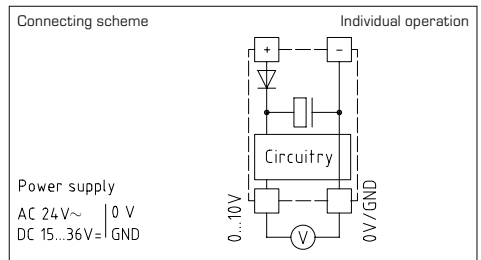 Connecting scheme
Individual operation
+ −
Circuitry
Power supply
AC 24V~ | 0 V
DC 15...36V= | GND
0...10V
0V/GND
V